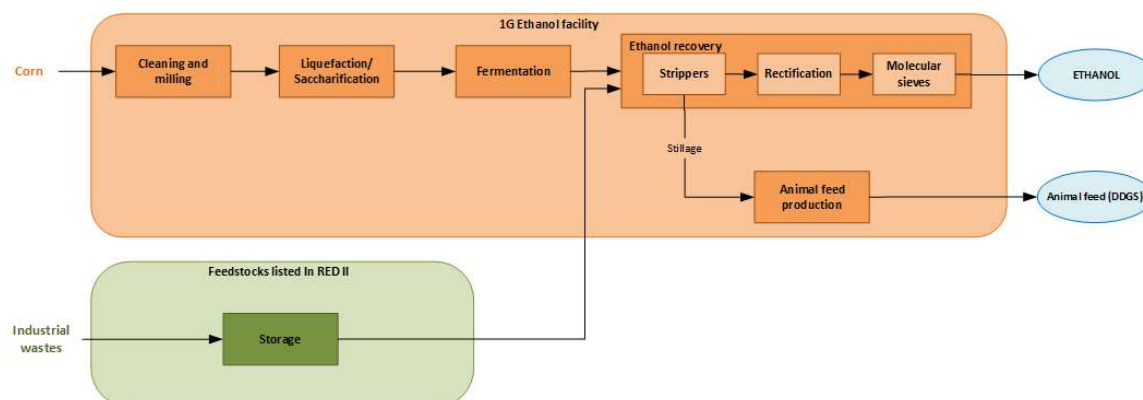 1G Ethanol facility
Corn
Cleaning and
milling
Liquefaction/
Saccharification
Fermentation
Ethanol recovery
Strippers
Rectification
Molecular
sieves
ETHANOL
Stillage
Animal feed
production
Animal feed (DDGS)
Feedstocks listed In RED II
Industrial
wastes
Storage